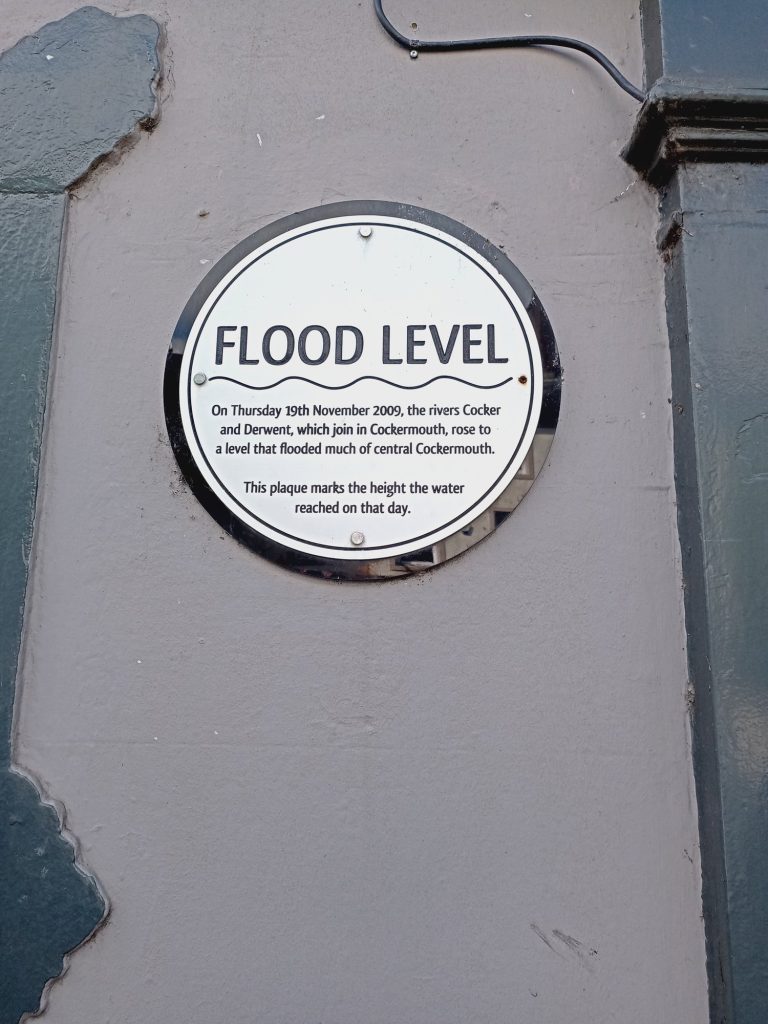 FLOOD LEVEL
On Thursday 19th November 2009, the rivers Cocker
and Derwent, which join in Cockermouth, rose to
a level that flooded much of central Cockermouth.
This plaque marks the height the water
reached on that day.